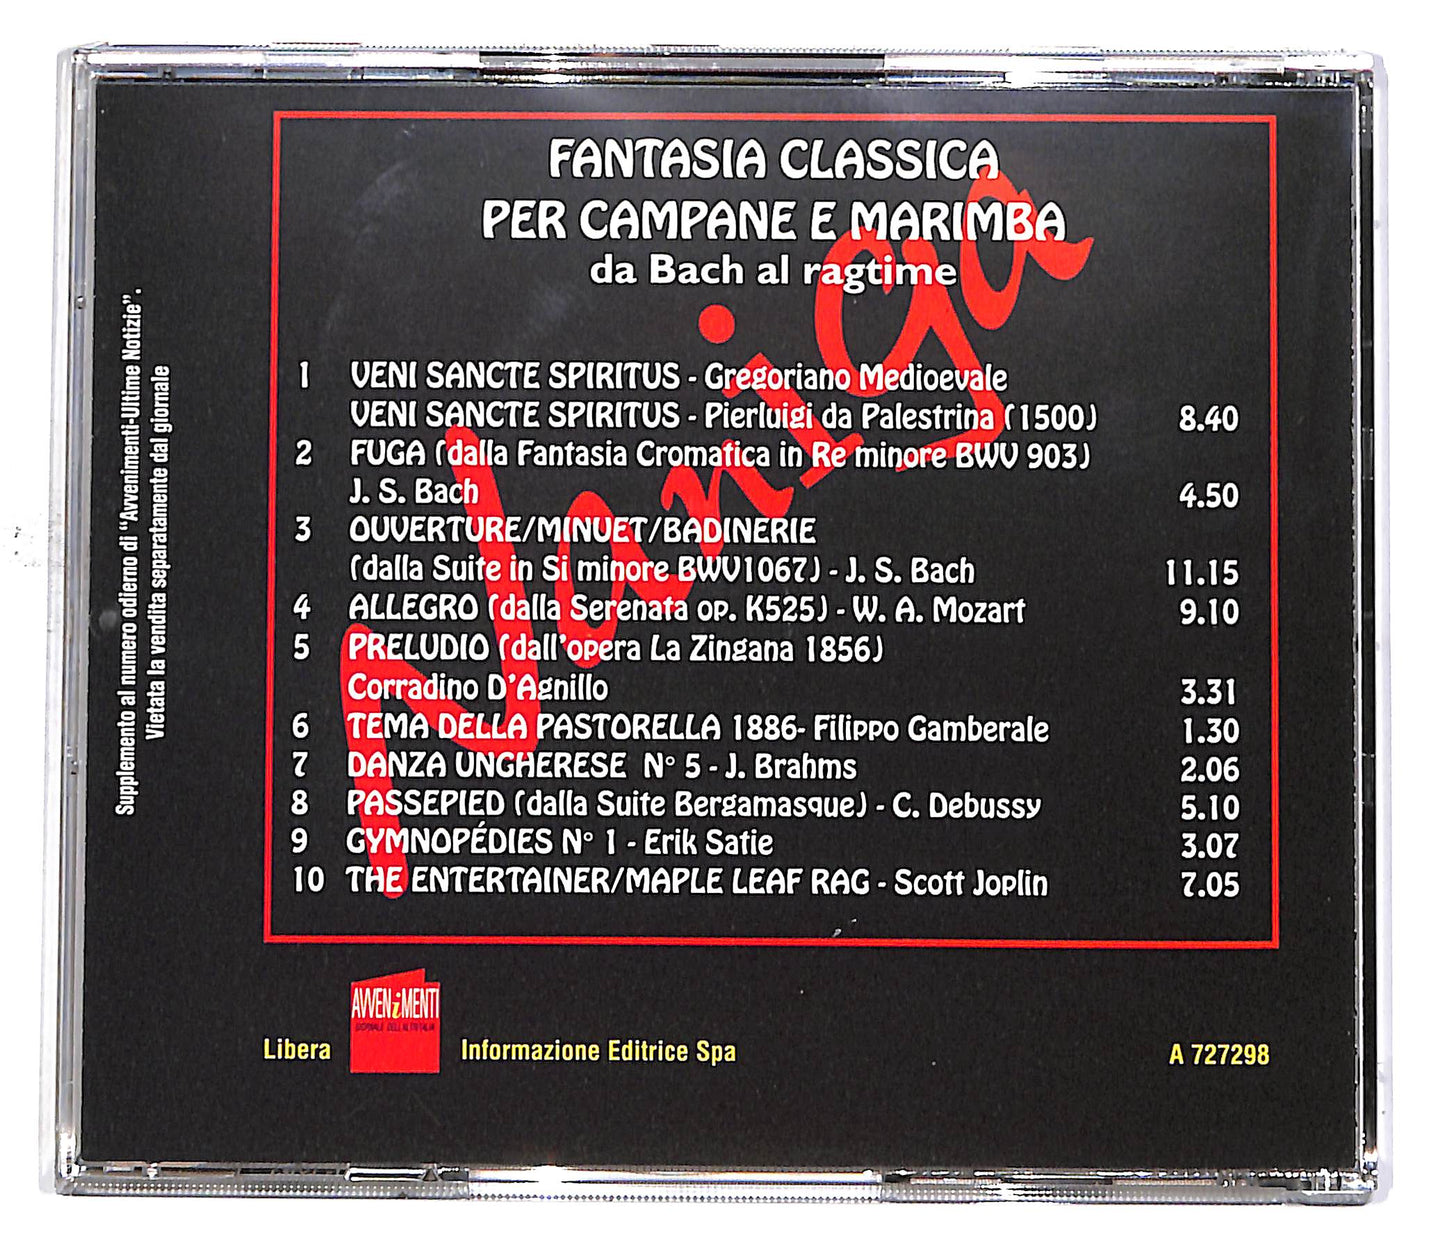 FANTASIA CLASSICA
PER CAMPANE E MARIMBA
da Bach al ragtime
Naniga
1 VENI SANCTE SPIRITUS - Gregoriano Medioevale
VENI SANCTE SPIRITUS - Pierluigi da Palestrina (1500) 8.40
2 FUGA (dalla Fantasia Cromatica in Re minore BWV 903)
J. S. Bach 4.50
3 OUVERTURE/MINUET/BADINERIE
(dalla Suite in Si minore BWV1067) - J. S. Bach 11.15
4 ALLEGRO (dalla Serenata op. K525) - W. A. Mozart 9.10
5 PRELUDIO (dall'opera La Zingana 1856)
Corradino D'Agnillo 3.31
6 TEMA DELLA PASTORELLA 1886- Filippo Gamberale 1.30
7 DANZA UNGHERESE N° 5 - J. Brahms 2.06
8 PASSEPIED (dalla Suite Bergamasque) - C. Debussy 5.10
9 GYMNOPÉDIES N° 1 - Erik Satie 3.07
10 THE ENTERTAINER/MAPLE LEAF RAG - Scott Joplin 7.05
Supplemento al numero odierno di "Avvenimenti-Ultime Notizie".
Vietata la vendita separatamente dal giornale
AVVENiMENTI
GIORNALE DELL'ALTRITALIA
Libera Informazione Editrice Spa
A 727298